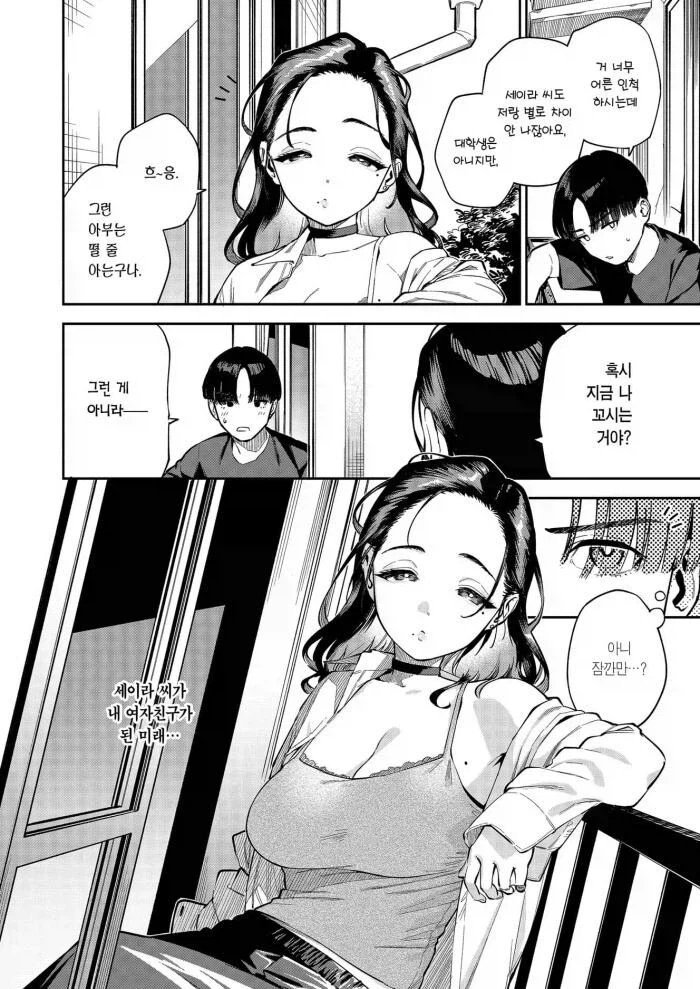 거 너무
어른 인척
하시는데
세이라 씨도
저랑 별로 차이
안 나잖아요,
대학생은
아니지만,
흐~응.
그런
아부는
떨 줄
아는구나.
혹시
지금 나
꼬시는
거야?
그런 게
아니라──
아니
잠깐만…?
세이라 씨가
내 여자친구가
된 미래…